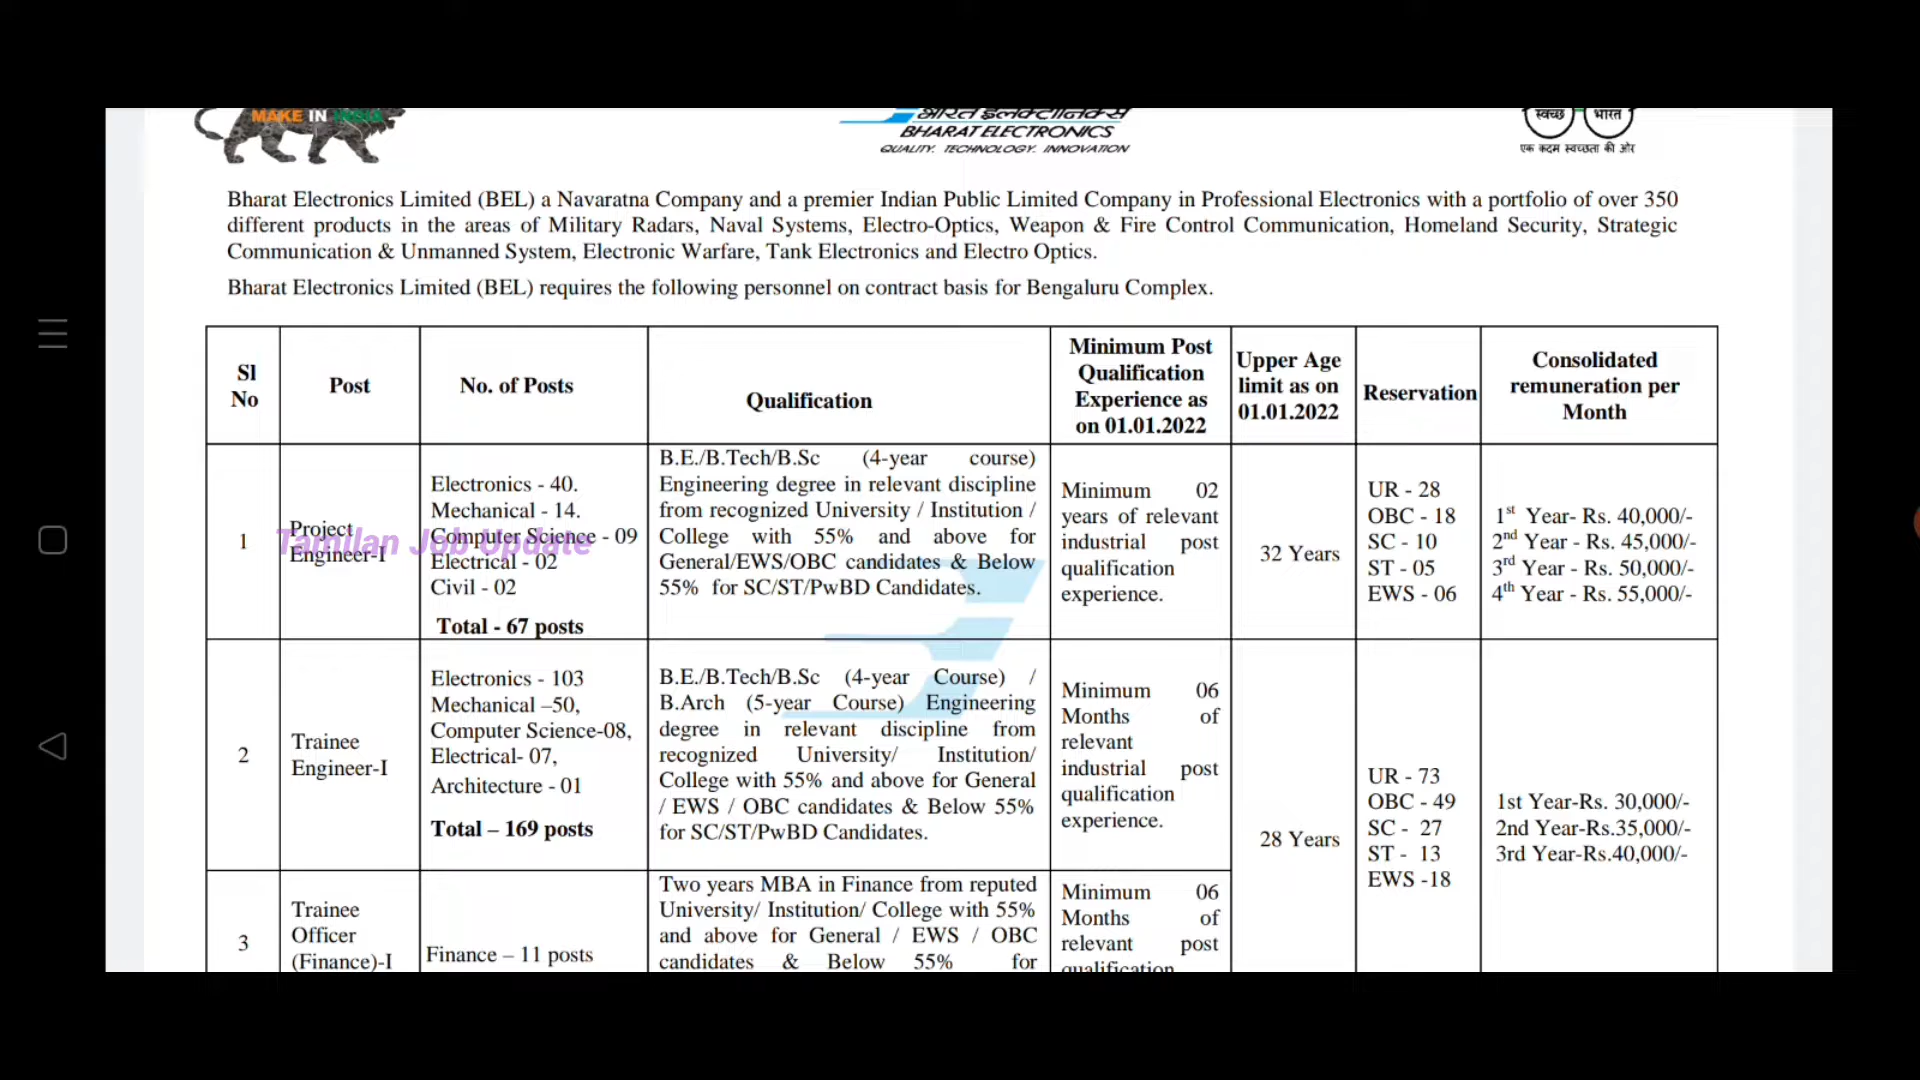 MAKE IN INDIA
भारत इलेक्ट्रॉनिक्स
BHARAT ELECTRONICS
QUALITY. TECHNOLOGY. INNOVATION
स्वच्छ भारत
एक कदम स्वच्छता की ओर
Bharat Electronics Limited (BEL) a Navaratna Company and a premier Indian Public Limited Company in Professional Electronics with a portfolio of over 350
different products in the areas of Military Radars, Naval Systems, Electro-Optics, Weapon & Fire Control Communication, Homeland Security, Strategic
Communication & Unmanned System, Electronic Warfare, Tank Electronics and Electro Optics.
Bharat Electronics Limited (BEL) requires the following personnel on contract basis for Bengaluru Complex.
Sl
No
Post
No. of Posts
Qualification
Minimum Post
Qualification
Experience as
on 01.01.2022
Upper Age
limit as on
01.01.2022
Reservation
Consolidated
remuneration per
Month
1
Project
Engineer-I
Tamilan Job Update
Electronics - 40.
Mechanical - 14.
Computer Science - 09
Electrical - 02
Civil - 02
Total - 67 posts
B.E./B.Tech/B.Sc (4-year course)
Engineering degree in relevant discipline
from recognized University / Institution /
College with 55% and above for
General/EWS/OBC candidates & Below
55% for SC/ST/PwBD Candidates.
Minimum 02
years of relevant
industrial post
qualification
experience.
32 Years
UR - 28
OBC - 18
SC - 10
ST - 05
EWS - 06
1st Year- Rs. 40,000/-
2nd Year - Rs. 45,000/-
3rd Year - Rs. 50,000/-
4th Year - Rs. 55,000/-
2
Trainee
Engineer-I
Electronics - 103
Mechanical –50,
Computer Science-08,
Electrical- 07,
Architecture - 01
Total – 169 posts
B.E./B.Tech/B.Sc (4-year Course) /
B.Arch (5-year Course) Engineering
degree in relevant discipline from
recognized University/ Institution/
College with 55% and above for General
/ EWS / OBC candidates & Below 55%
for SC/ST/PwBD Candidates.
Minimum 06
Months of
relevant
industrial post
qualification
experience.
28 Years
UR - 73
OBC - 49
SC - 27
ST - 13
EWS -18
1st Year-Rs. 30,000/-
2nd Year-Rs.35,000/-
3rd Year-Rs.40,000/-
3
Trainee
Officer
(Finance)-I
Finance – 11 posts
Two years MBA in Finance from reputed
University/ Institution/ College with 55%
and above for General / EWS / OBC
candidates & Below 55% for
Minimum 06
Months of
relevant post
qualification